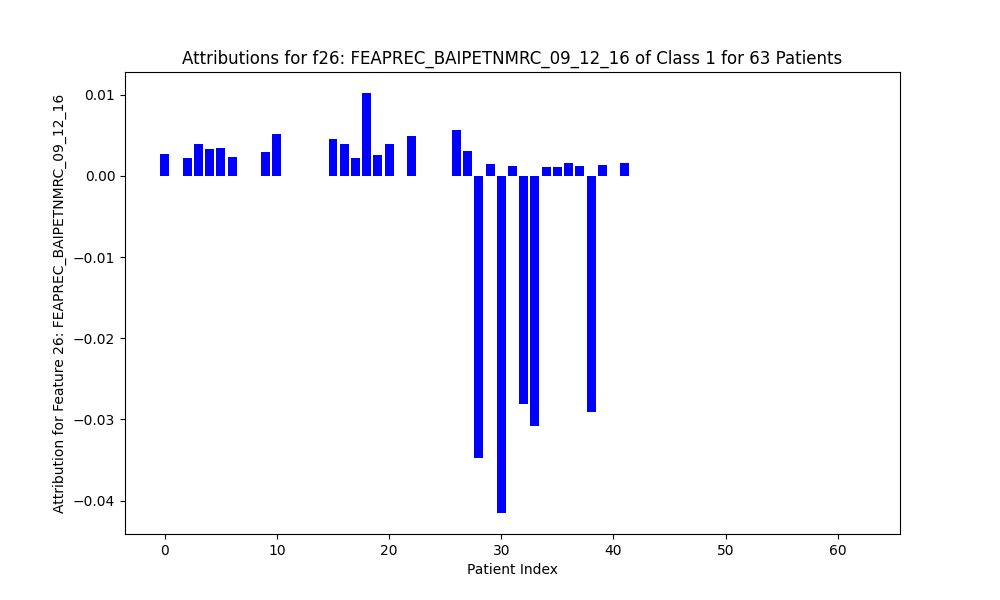 Attributions for f26: FEAPREC_BAIPETNMRC_09_12_16 of Class 1 for 63 Patients
Attribution for Feature 26: FEAPREC_BAIPETNMRC_09_12_16
0.01
0.00
−0.01
−0.02
−0.03
−0.04
0 10 20 30 40 50 60
Patient Index